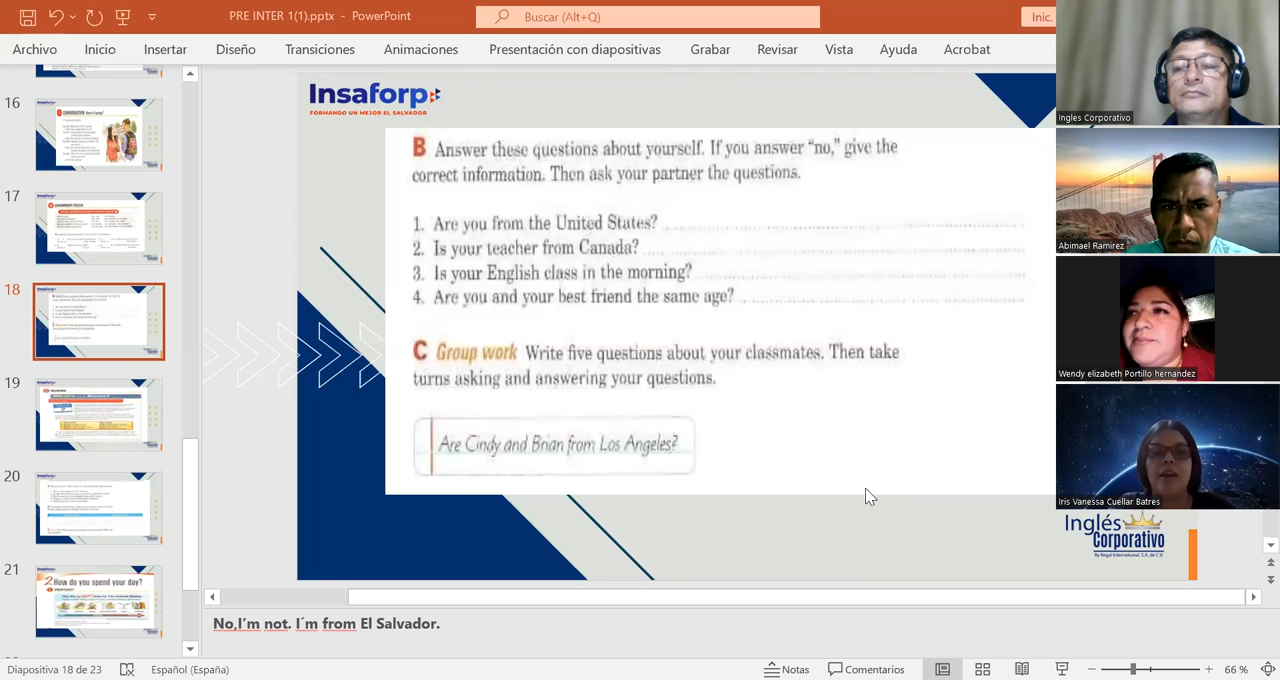 PRE INTER 1(1).pptx - PowerPoint
Buscar (Alt+Q)
Inic.
Archivo Inicio Insertar Diseño Transiciones Animaciones Presentación con diapositivas Grabar Revisar Vista Ayuda Acrobat
16
17
18
19
20
21
2 How do you spend your day?
Insaforp
FORMANDO UN MEJOR EL SALVADOR
B Answer these questions about yourself. If you answer “no,” give the
correct information. Then ask your partner the questions.
1. Are you from the United States?
2. Is your teacher from Canada?
3. Is your English class in the morning?
4. Are you and your best friend the same age?
C Group work Write five questions about your classmates. Then take
turns asking and answering your questions.
Are Cindy and Brian from Los Angeles?
Inglés
Corporativo
By Regal International, S.A. de C.V.
Ingles Corporativo
Abimael Ramirez
Wendy elizabeth Portillo hernandez
Iris Vanessa Cuellar Batres
No,I’m not. I´m from El Salvador.
Diapositiva 18 de 23 Español (España) Notas Comentarios 66 %